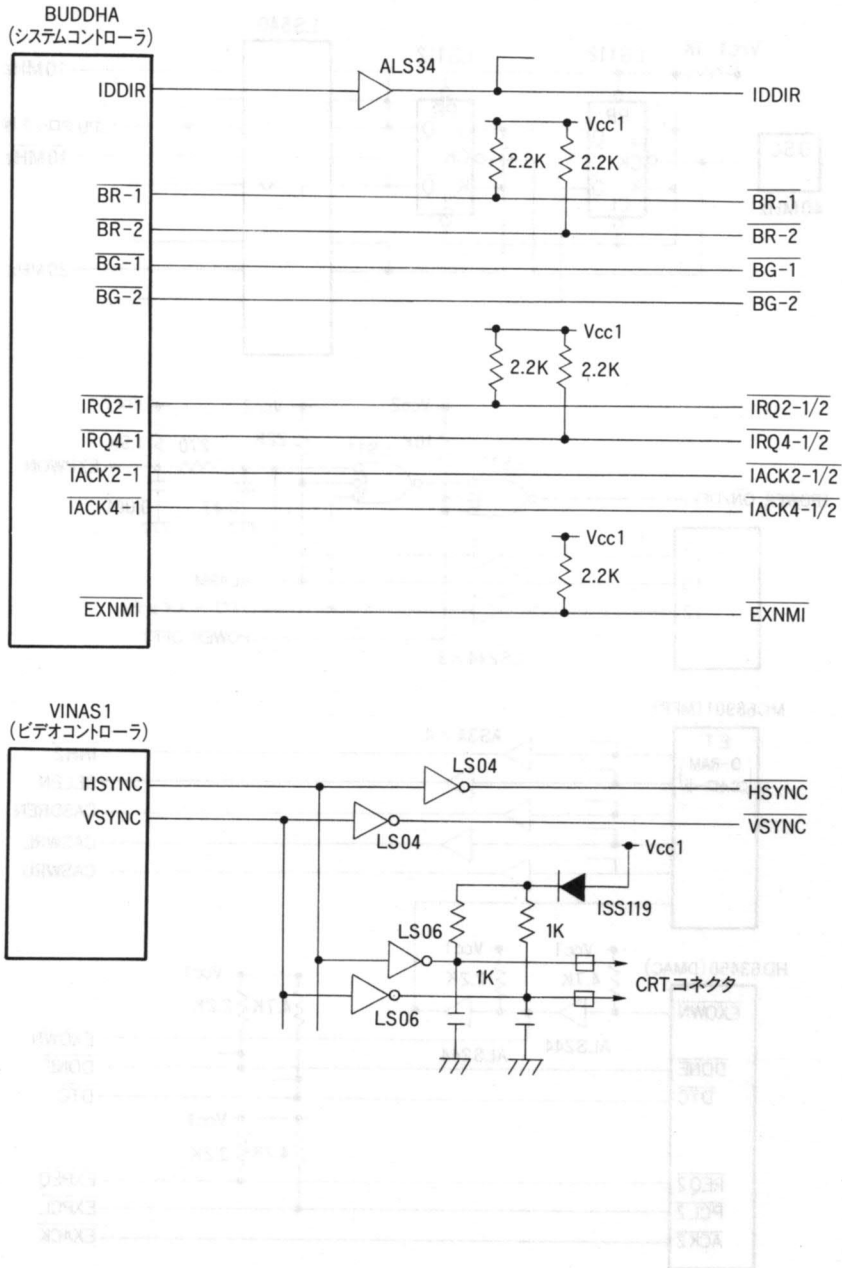 BUDDHA
(システムコントローラ)
ALS34
IDDIR
IDDIR
Vcc1
2.2K
2.2K
BR-1
BR-1
BR-2
BR-2
BG-1
BG-1
BG-2
BG-2
Vcc1
2.2K
2.2K
IRQ2-1
IRQ2-1/2
IRQ4-1
IRQ4-1/2
IACK2-1
IACK2-1/2
IACK4-1
IACK4-1/2
Vcc1
2.2K
EXNMI
EXNMI
VINAS1
(ビデオコントローラ)
LS04
HSYNC
HSYNC
VSYNC
VSYNC
LS04
Vcc1
ISS119
LS06
1K
1K
CRTコネクタ
LS06